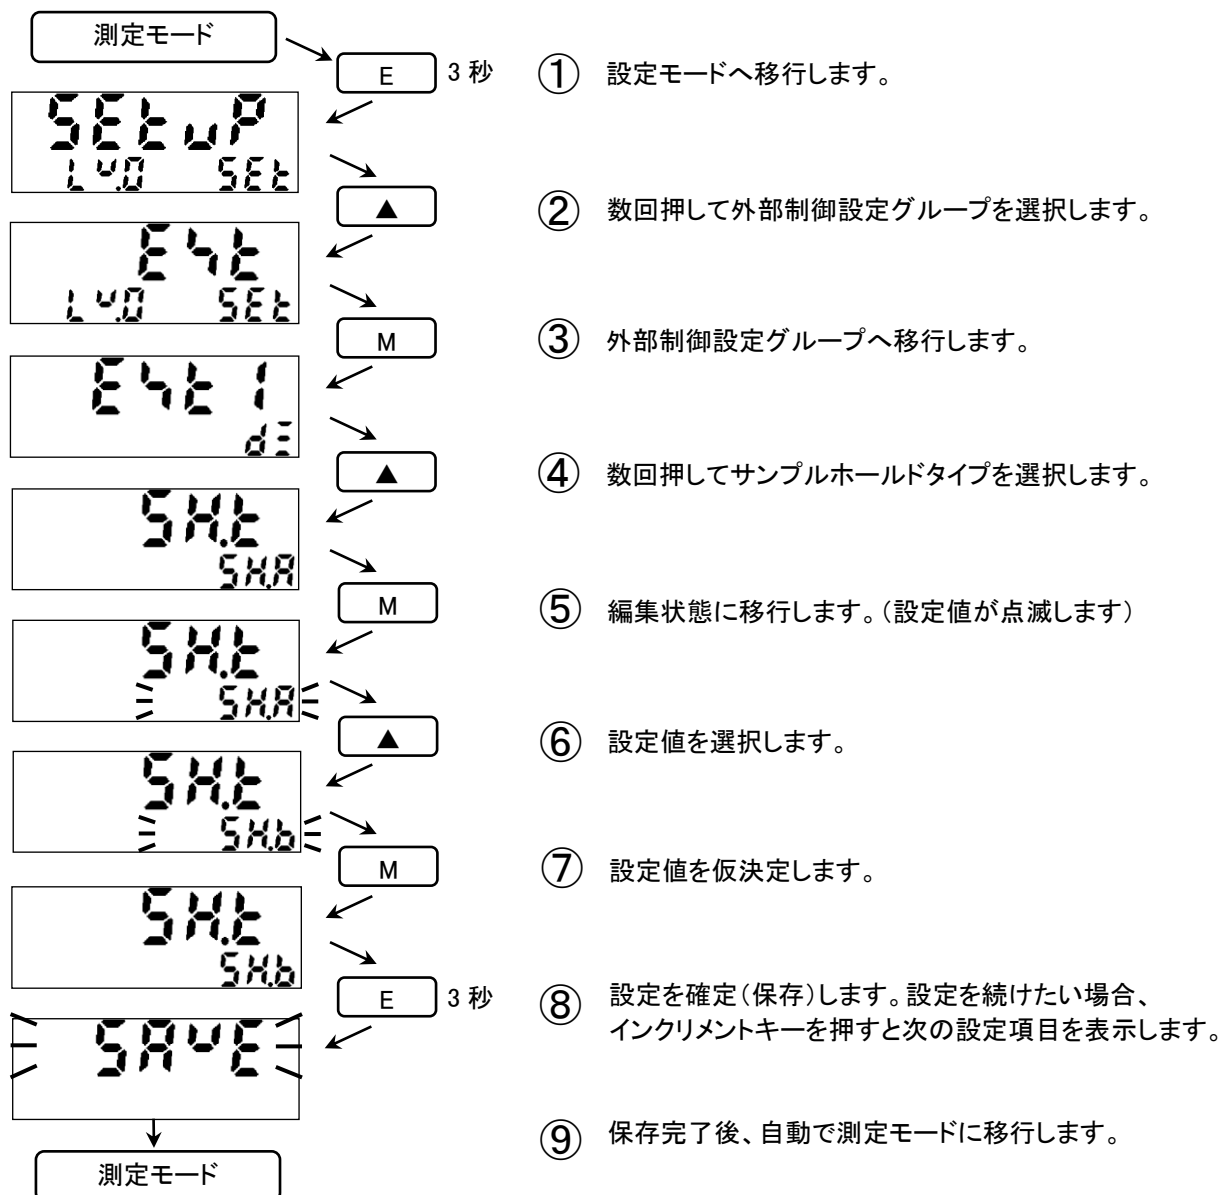 測定モード
E 3秒 ① 設定モードへ移行します。
SEtuP
Lv.0 SEt
▲ ② 数回押して外部制御設定グループを選択します。
Lv.0 SEt
M ③ 外部制御設定グループへ移行します。
▲ ④ 数回押してサンプルホールドタイプを選択します。
SH.t
SH.A
M ⑤ 編集状態に移行します。（設定値が点滅します）
SH.t
SH.A
▲ ⑥ 設定値を選択します。
SH.t
SH.b
M ⑦ 設定値を仮決定します。
SH.t
SH.b
E 3秒 ⑧ 設定を確定（保存）します。設定を続けたい場合、
インクリメントキーを押すと次の設定項目を表示します。
SAvE
⑨ 保存完了後、自動で測定モードに移行します。
測定モード